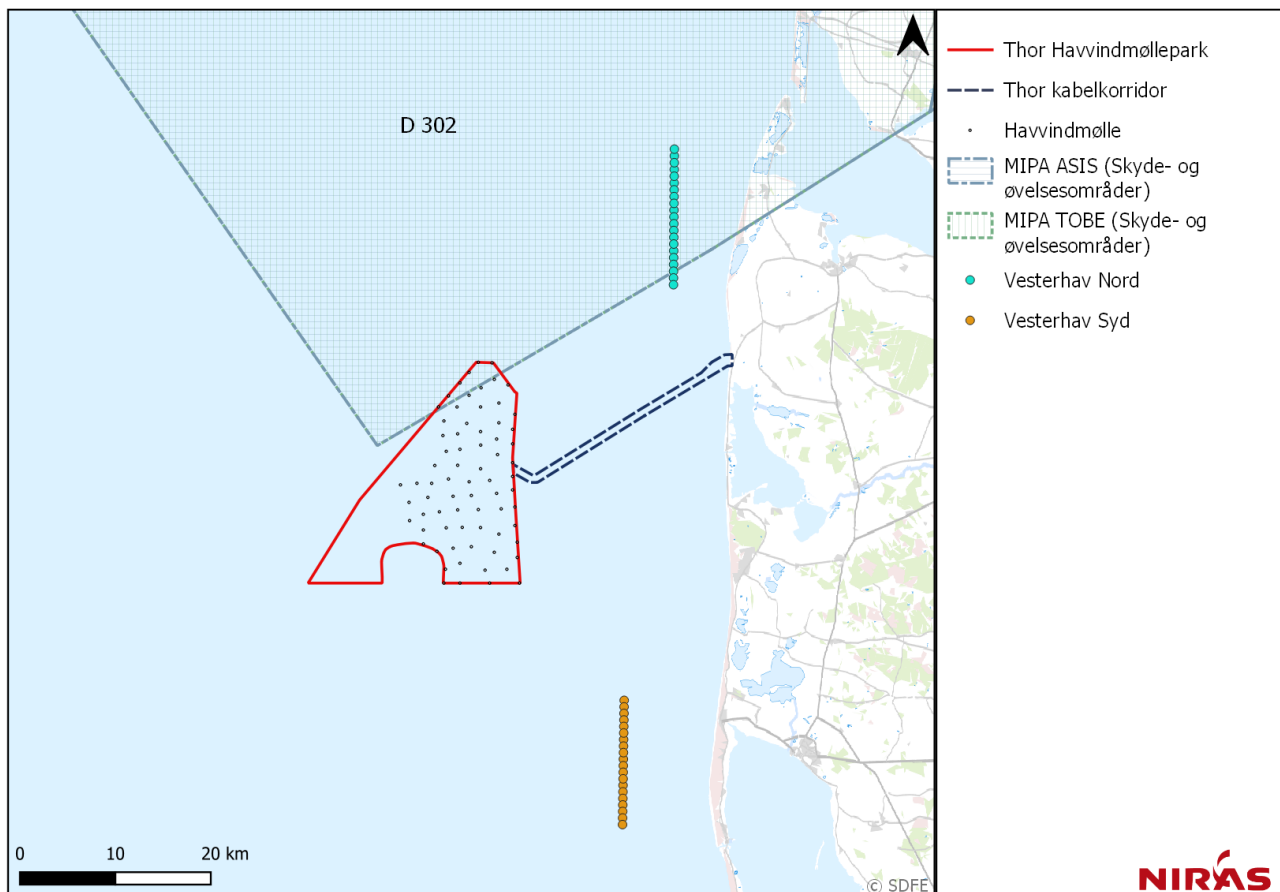 D 302
Thor Havvindmøllepark
Thor kabelkorridor
Havvindmølle
MIPA ASIS (Skyde- og
øvelsesområder)
MIPA TOBE (Skyde- og
øvelsesområder)
Vesterhav Nord
Vesterhav Syd
0 10 20 km
© SDFE
NIRAS